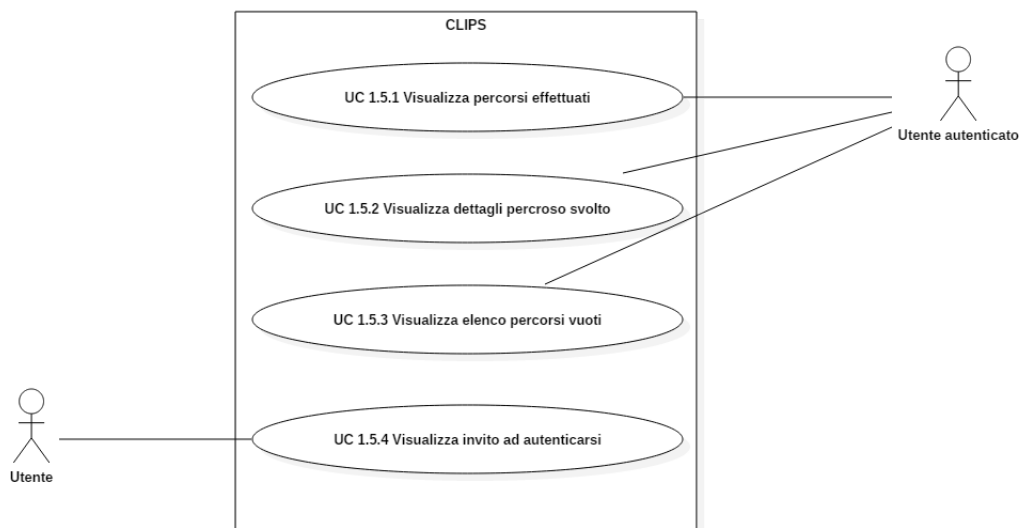 CLIPS
UC 1.5.1 Visualizza percorsi effettuati
Utente autenticato
UC 1.5.2 Visualizza dettagli percroso svolto
UC 1.5.3 Visualizza elenco percorsi vuoti
UC 1.5.4 Visualizza invito ad autenticarsi
Utente